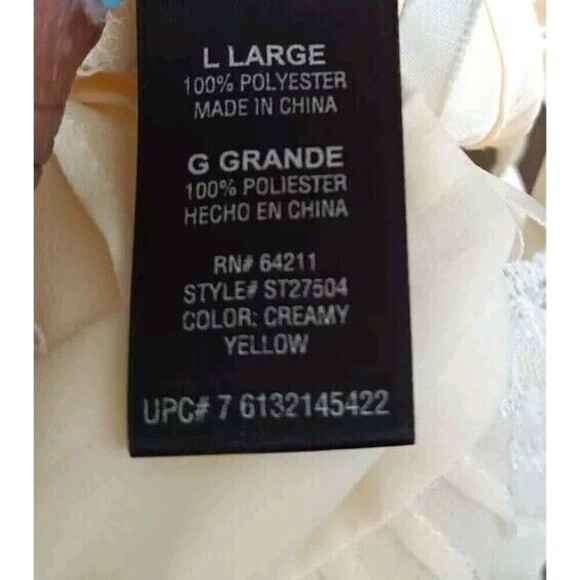 L LARGE
100% POLYESTER
MADE IN CHINA
G GRANDE
100% POLIESTER
HECHO EN CHINA
RN# 64211
STYLE# ST27504
COLOR: CREAMY
YELLOW
UPC# 7 6132145422